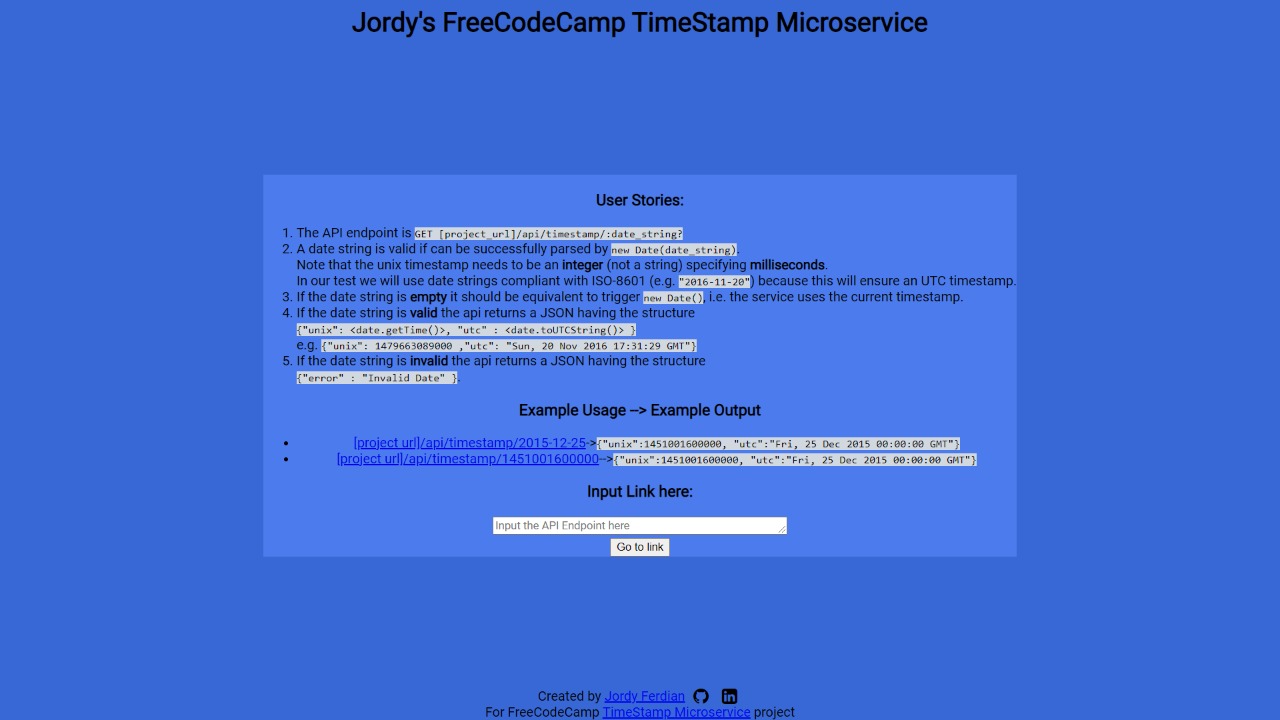 Jordy's FreeCodeCamp TimeStamp Microservice
User Stories:
1. The API endpoint is GET [project_url]/api/timestamp/:date_string?
2. A date string is valid if can be successfully parsed by new Date(date_string).
Note that the unix timestamp needs to be an integer (not a string) specifying milliseconds.
In our test we will use date strings compliant with ISO-8601 (e.g. "2016-11-20") because this will ensure an UTC timestamp.
3. If the date string is empty it should be equivalent to trigger new Date(), i.e. the service uses the current timestamp.
4. If the date string is valid the api returns a JSON having the structure
{"unix": <date.getTime()>, "utc" : <date.toUTCString()> }
e.g. {"unix": 1479663089000 ,"utc": "Sun, 20 Nov 2016 17:31:29 GMT"}
5. If the date string is invalid the api returns a JSON having the structure
{"error" : "Invalid Date" }.
Example Usage --> Example Output
• [project url]/api/timestamp/2015-12-25->{"unix":1451001600000, "utc":"Fri, 25 Dec 2015 00:00:00 GMT"}
• [project url]/api/timestamp/1451001600000-->{"unix":1451001600000, "utc":"Fri, 25 Dec 2015 00:00:00 GMT"}
Input Link here:
Input the API Endpoint here
Go to link
Created by Jordy Ferdian
For FreeCodeCamp TimeStamp Microservice project